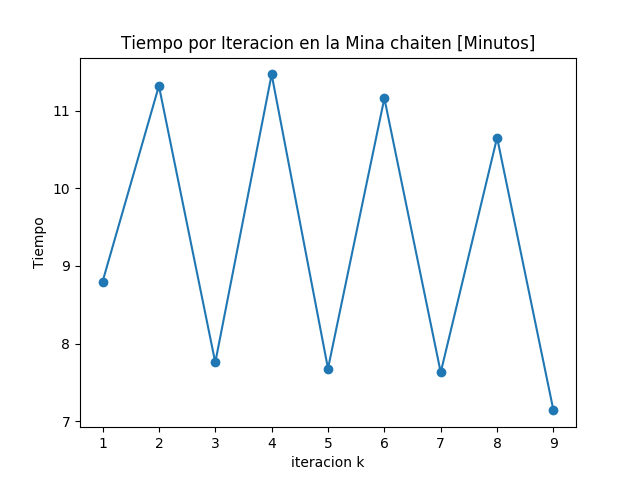 Tiempo por Iteracion en la Mina chaiten [Minutos]
11
10
9
8
7
Tiempo
1 2 3 4 5 6 7 8 9
iteracion k